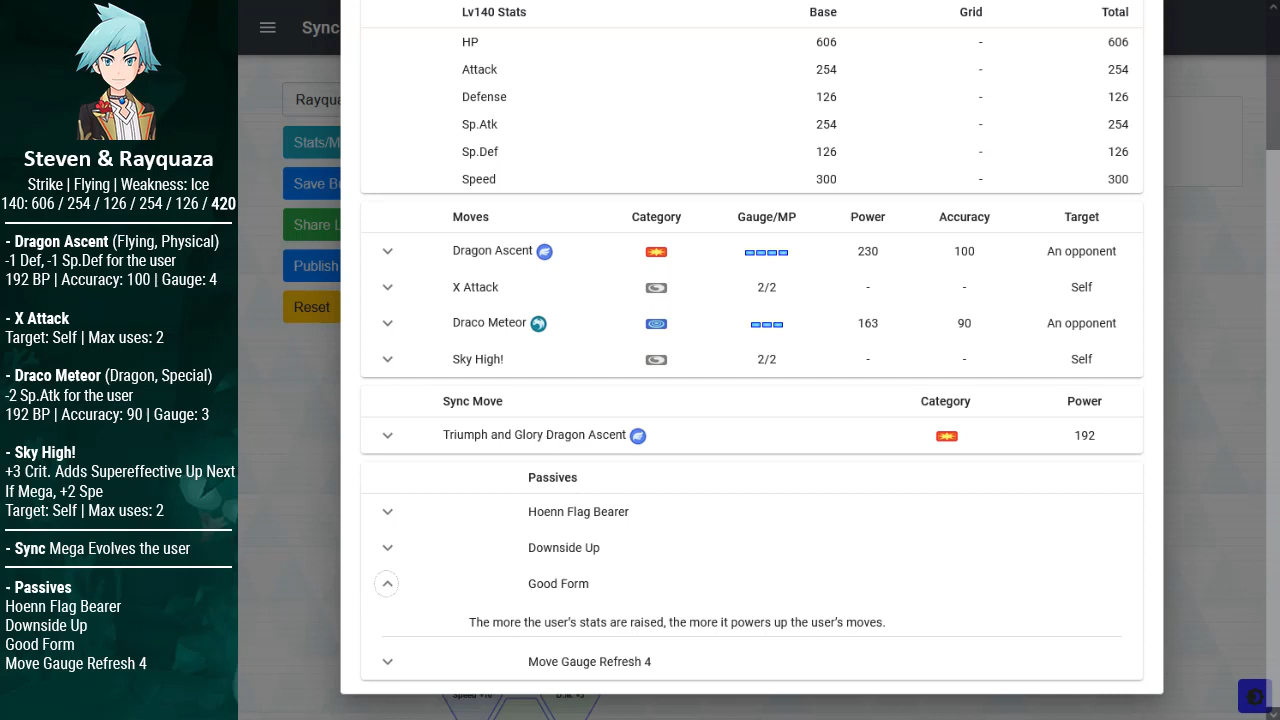 Steven & Rayquaza
Strike | Flying | Weakness: Ice
140: 606 / 254 / 126 / 254 / 126 / 420
- Dragon Ascent (Flying, Physical)
-1 Def, -1Sp.Def for the user
192 BP | Accuracy: 100 | Gauge: 4
- X Attack
Target: Self | Max uses: 2
- Draco Meteor (Dragon, Special)
-2 Sp.Atk for the user
192 BP | Accuracy: 90 | Gauge: 3
- Sky High!
+3 Crit. Adds Supereffective Up Next
If Mega, +2 Spe
Target: Self | Max uses: 2
- Sync Mega Evolves the user
- Passives
Hoenn Flag Bearer
Downside Up
Good Form
Move Gauge Refresh 4
Sync
Rayqua
Stats/M
Save Bu
Share L
Publish
Reset
Lv140 Stats Base Grid Total
HP 606 - 606
Attack 254 - 254
Defense 126 - 126
Sp.Atk 254 - 254
Sp.Def 126 - 126
Speed 300 - 300
Moves Category Gauge/MP Power Accuracy Target
Dragon Ascent 230 100 An opponent
X Attack 2/2 - - Self
Draco Meteor 163 90 An opponent
Sky High! 2/2 - - Self
Sync Move Category Power
Triumph and Glory Dragon Ascent 192
Passives
Hoenn Flag Bearer
Downside Up
Good Form
The more the user's stats are raised, the more it powers up the user's moves.
Move Gauge Refresh 4